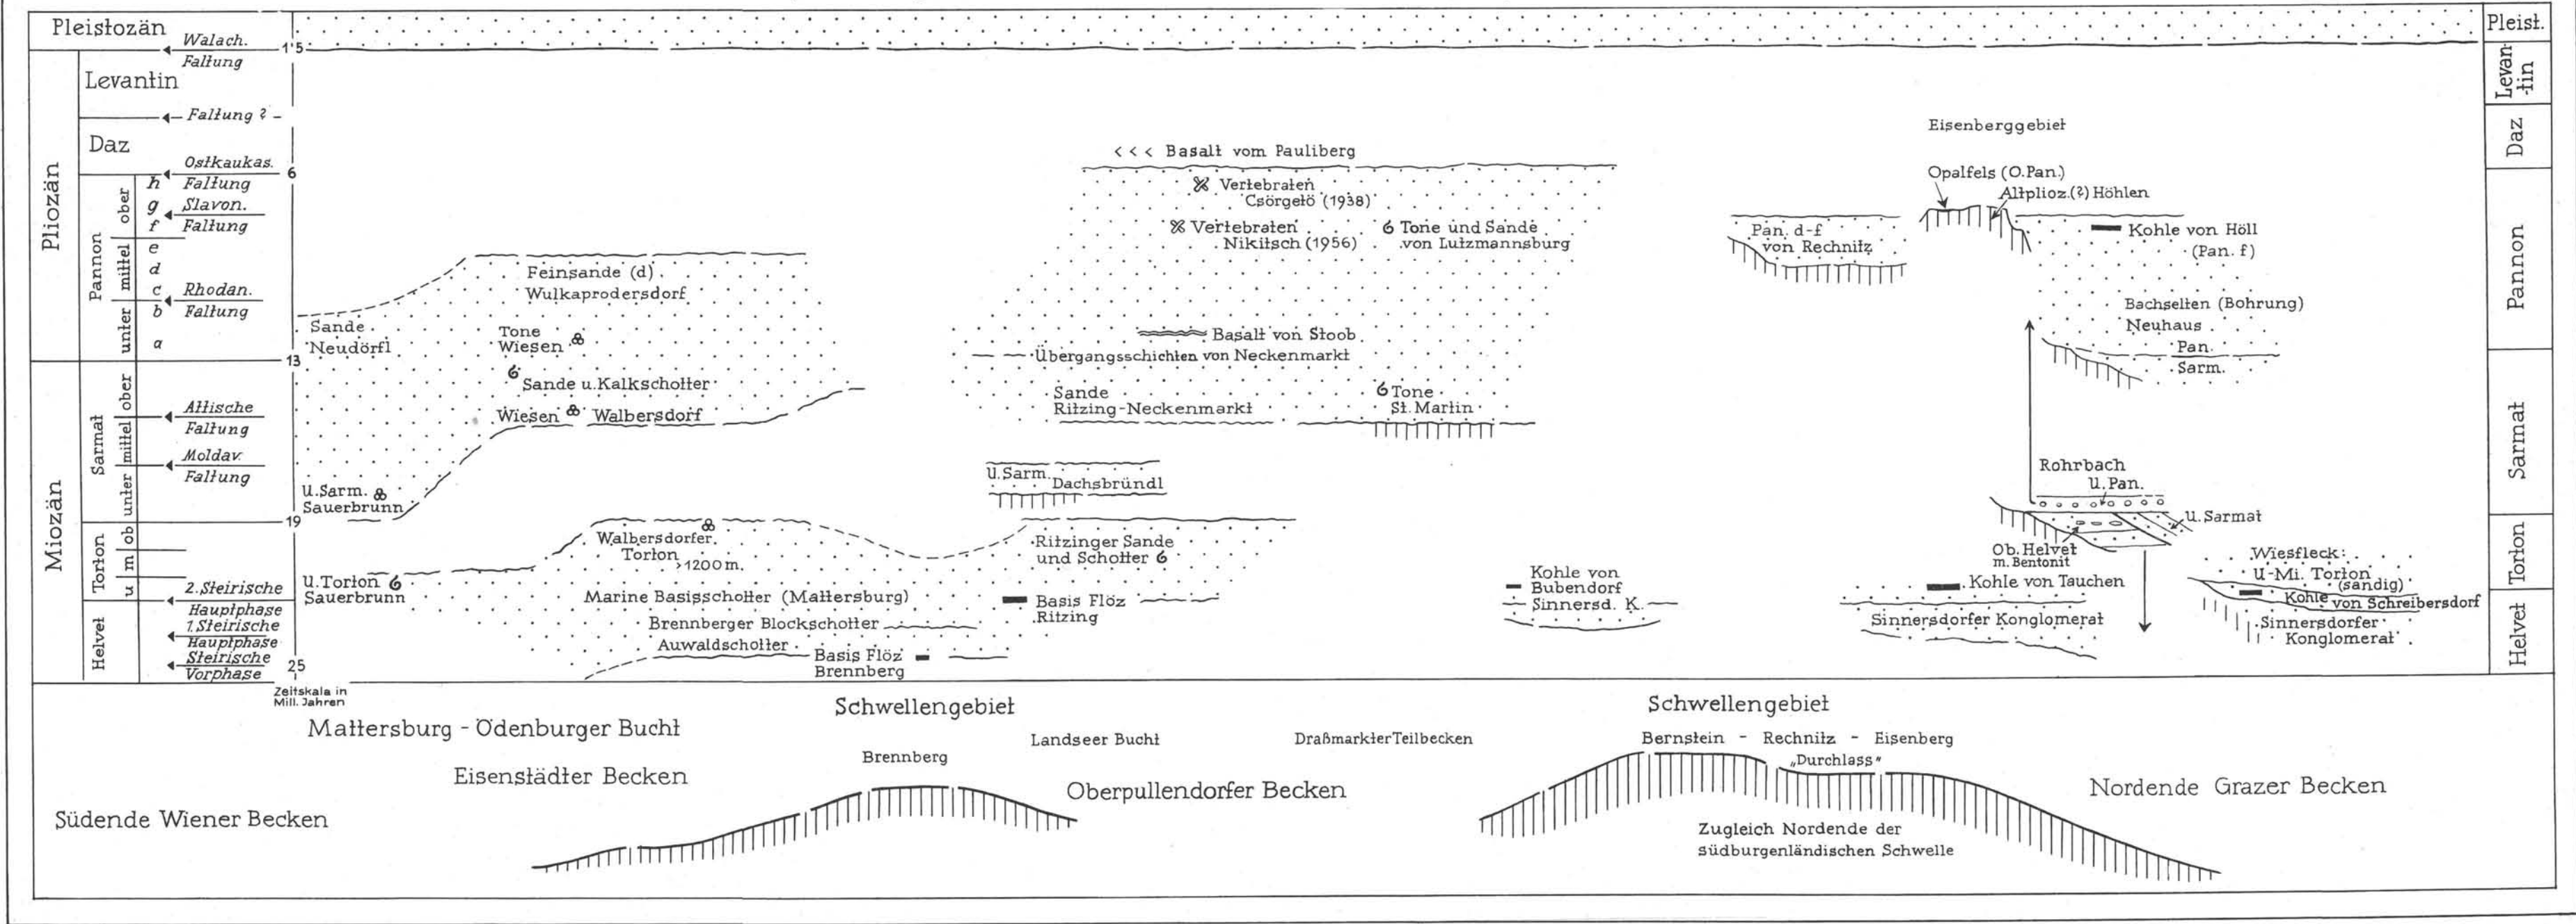 Pleistozän
Walach.
Faltung
1'5
Levantin
Faltung ?
Daz
Ostkaukas.
Faltung
6
Pliozän
Pannon
ober
mittel
unter
h
g
f
e
d
c
b
a
Slavon.
Faltung
Rhodan.
Faltung
13
Miozän
Sarmat
ober
mittel
unter
Attische
Faltung
Moldav.
Faltung
19
Torton
ob
m
u
2.Steirische
Hauptphase
1.Steirische
Hauptphase
Steirische
Vorphase
Helvet
25
Zeitskala in
Mill. Jahren
Sande
Neudörfl
Feinsande (d)
Wulkaprodersdorf
Tone
Wiesen
Sande u. Kalkschotter
Wiesen Walbersdorf
U.Sarm.
Sauerbrunn
Walbersdorfer
Torton
>1200 m.
U.Torton
Sauerbrunn
Marine Basisschotter (Mattersburg)
Brennberger Blockschotter
Auwaldschotter
Basis Flöz
Brennberg
<<< Basalt vom Pauliberg
Vertebraten
Csörgetö (1938)
Vertebraten
Nikitsch (1956)
Tone und Sande
von Lutzmannsburg
Basalt von Stoob
Übergangsschichten von Neckenmarkt
Sande
Ritzing-Neckenmarkt
Tone
St. Martin
U.Sarm.
Dachsbründl
Ritzinger Sande
und Schotter
Basis Flöz
Ritzing
Kohle von
Bubendorf
Sinnersd. K.
Eisenberggebiet
Opalfels (O.Pan.)
Altplioz.(?) Höhlen
Pan. d-f
von Rechnitz
Kohle von Höll
(Pan. f)
Bachselten (Bohrung)
Neuhaus
Pan.
Sarm.
Rohrbach
U.Pan.
U.Sarmat
Ob. Helvet
m. Bentonit
Kohle von Tauchen
Sinnersdorfer Konglomerat
Wiesfleck:
U-Mi. Torton
(sandig)
Kohle von Schreibersdorf
Sinnersdorfer
Konglomerat
Pleist.
Levan-
-tin
Daz
Pannon
Sarmat
Torton
Helvet
Mattersburg - Ödenburger Bucht
Schwellengebiet
Schwellengebiet
Landseer Bucht
Draßmarkter Teilbecken
Bernstein - Rechnitz - Eisenberg
Brennberg
„Durchlass"
Eisenstädter Becken
Oberpullendorfer Becken
Nordende Grazer Becken
Südende Wiener Becken
Zugleich Nordende der
südburgenländischen Schwelle